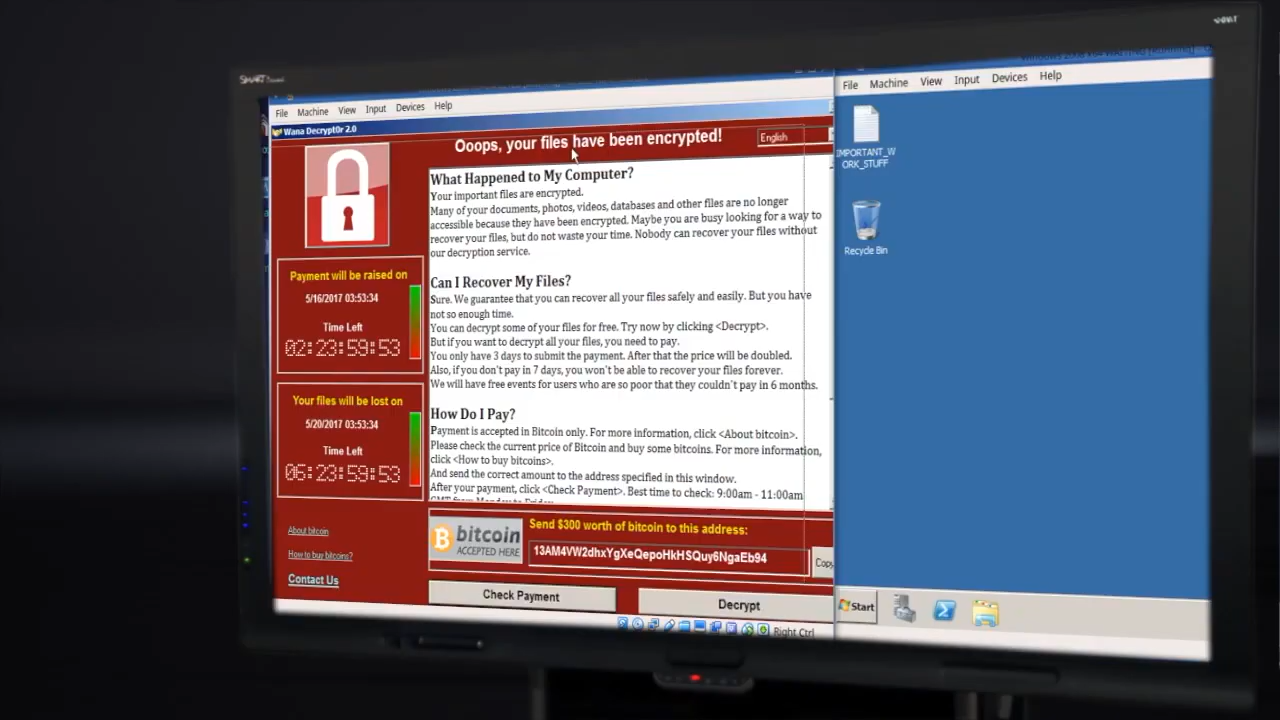 SMART
File Machine View Input Devices Help
Wana Decrypt0r 2.0
Ooops, your files have been encrypted!
English
What Happened to My Computer?
Your important files are encrypted.
Many of your documents, photos, videos, databases and other files are no longer
accessible because they have been encrypted. Maybe you are busy looking for a way to
recover your files, but do not waste your time. Nobody can recover your files without
our decryption service.
Can I Recover My Files?
Sure. We guarantee that you can recover all your files safely and easily. But you have
not so enough time.
You can decrypt some of your files for free. Try now by clicking <Decrypt>.
But if you want to decrypt all your files, you need to pay.
You only have 3 days to submit the payment. After that the price will be doubled.
Also, if you don't pay in 7 days, you won't be able to recover your files forever.
We will have free events for users who are so poor that they couldn't pay in 6 months.
How Do I Pay?
Payment is accepted in Bitcoin only. For more information, click <About bitcoin>.
Please check the current price of Bitcoin and buy some bitcoins. For more information,
click <How to buy bitcoins>.
And send the correct amount to the address specified in this window.
After your payment, click <Check Payment>. Best time to check: 9:00am - 11:00am
GMT from Monday to Friday.
Payment will be raised on
5/16/2017 03:53:34
Time Left
02:23:59:53
Your files will be lost on
5/20/2017 03:53:34
Time Left
06:23:59:53
About bitcoin
How to buy bitcoins?
Contact Us
bitcoin
ACCEPTED HERE
Send $300 worth of bitcoin to this address:
13AM4VW2dhxYgXeQepoHkHSQuy6NgaEb94
Copy
Check Payment
Decrypt
Right Ctrl
File Machine View Input Devices Help
IMPORTANT_W
ORK_STUFF
Recycle Bin
Start